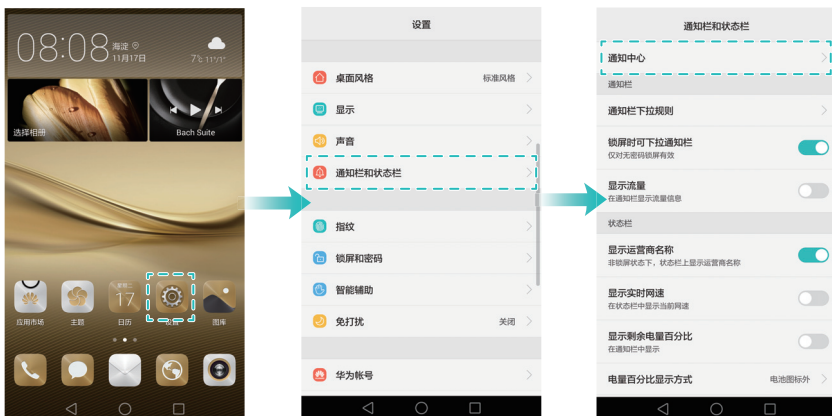 08:08
海淀
11月17日
7℃ 11°/1°
选择相册
Bach Suite
应用市场
主题
星期二
17
日历
设置
图库
设置
桌面风格
标准风格
显示
声音
通知栏和状态栏
指纹
锁屏和密码
智能辅助
免打扰
关闭
华为帐号
通知栏和状态栏
通知中心
通知栏
通知栏下拉规则
锁屏时可下拉通知栏
仅对无密码锁屏有效
显示流量
在通知栏显示流量信息
状态栏
显示运营商名称
非锁屏状态下，状态栏上显示运营商名称
显示实时网速
在状态栏中显示当前网速
显示剩余电量百分比
在通知栏中显示
电量百分比显示方式
电池图标外